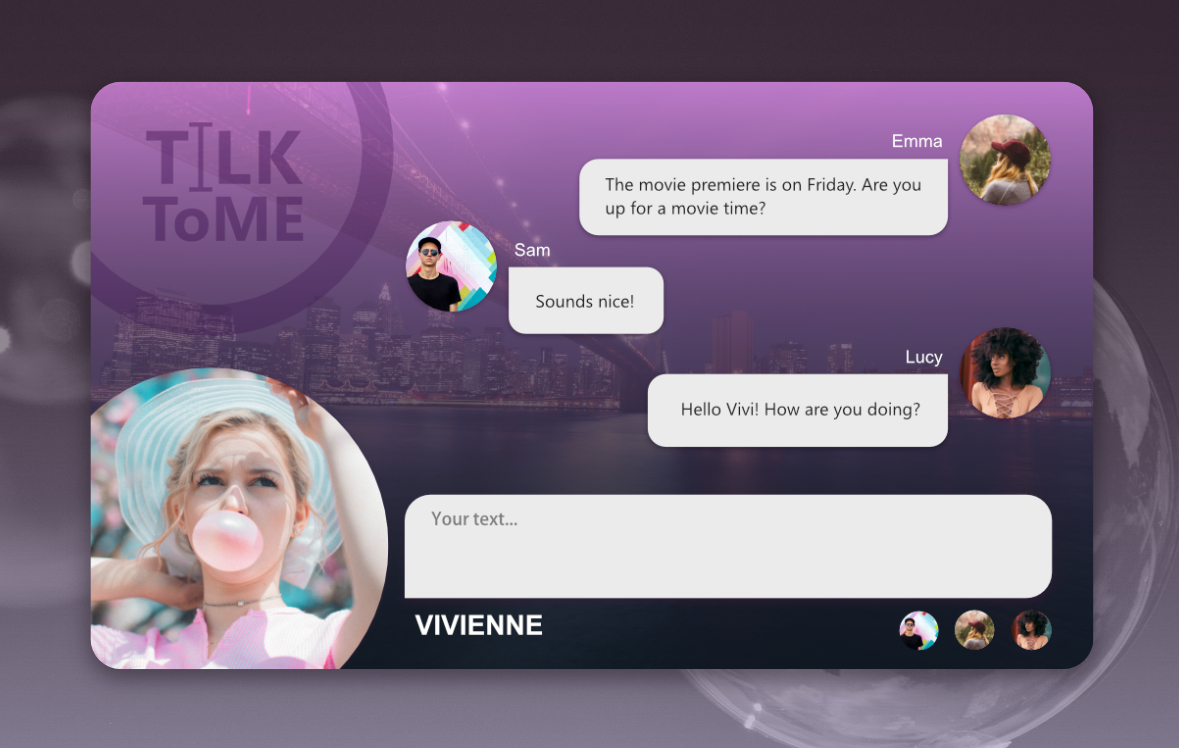 TILK
ToME
Emma
The movie premiere is on Friday. Are you
up for a movie time?
Sam
Sounds nice!
Lucy
Hello Vivi! How are you doing?
Your text...
VIVIENNE